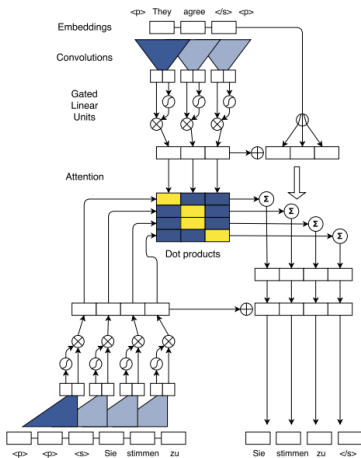 <p> They agree </s> <p>
Embeddings
Convolutions
Gated
Linear
Units
Attention
Σ
Σ
Σ
Σ
Dot products
<p> <p> <s> Sie stimmen zu
Sie stimmen zu </s>